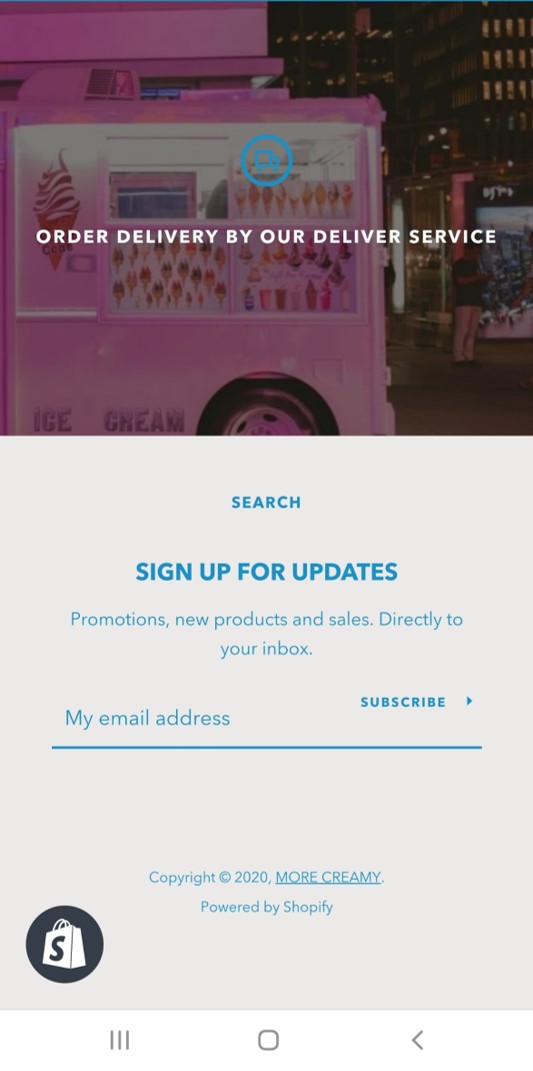 ORDER DELIVERY BY OUR DELIVER SERVICE
ICE CREAM
SEARCH
SIGN UP FOR UPDATES
Promotions, new products and sales. Directly to
your inbox.
SUBSCRIBE
My email address
Copyright © 2020, MORE CREAMY.
Powered by Shopify